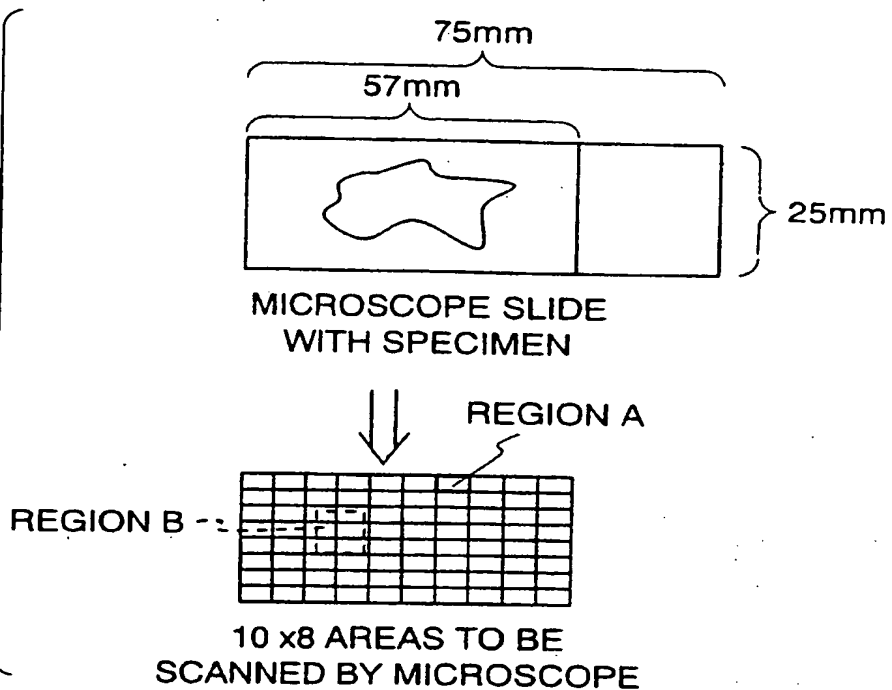 75mm
57mm
25mm
MICROSCOPE SLIDE
WITH SPECIMEN
REGION A
REGION B
10 x8 AREAS TO BE
SCANNED BY MICROSCOPE